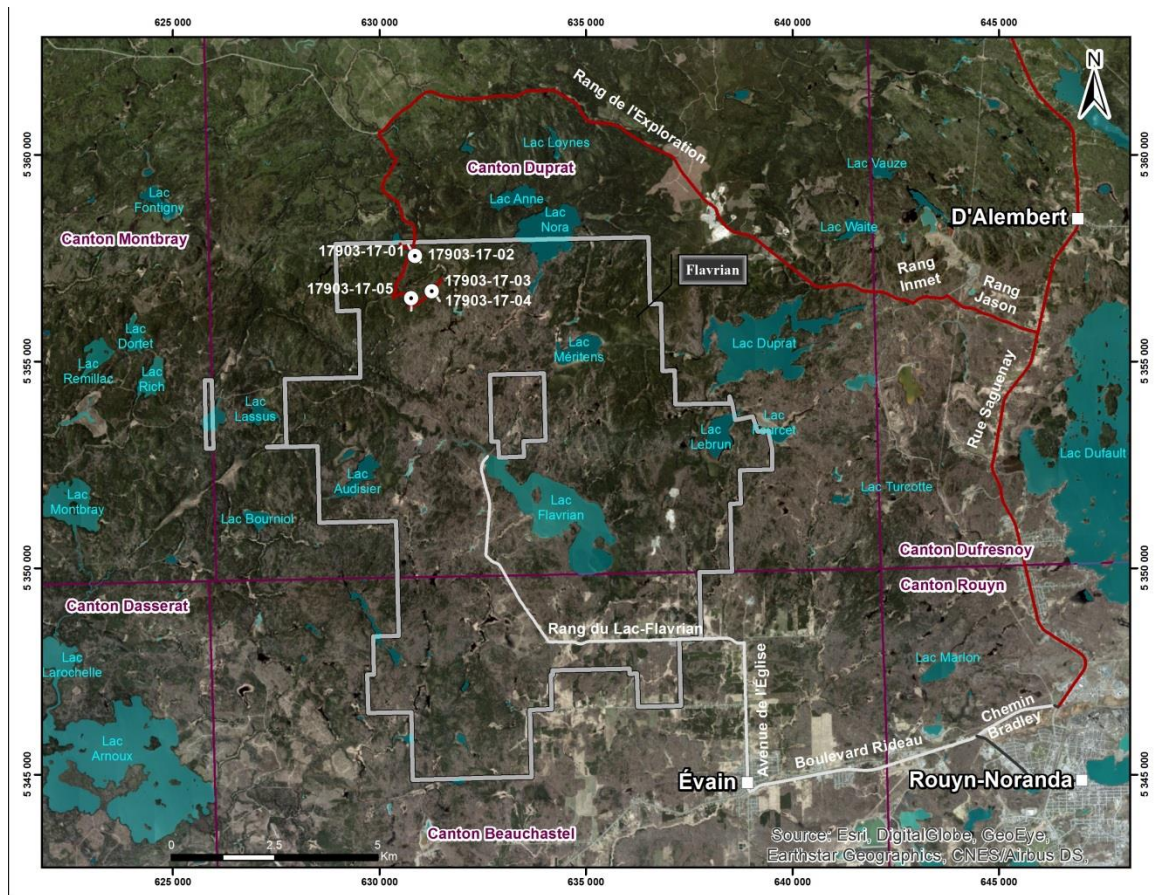 625 000
630 000
635 000
640 000
645 000
N
Rang de l'Exploration
5 360 000
5 360 000
Lac Loynes
Canton Duprat
Lac Vauze
Lac
Fontigny
Lac Anne
Lac
Nora
Lac Waite
D'Alembert
Canton Montbray
17903-17-01
17903-17-02
17903-17-03
17903-17-04
17903-17-05
Flavrian
Rang
Inmet
Rang
Jason
Lac
Dortet
Lac
Remillac
Lac
Rich
Lac
Méritens
Lac Duprat
5 355 000
5 355 000
Rue Saguenay
Lac
Lassus
Lac
Lebrun
Lac
Lac Dufault
Lac
Audisier
Lac
Montbray
Lac Bourniol
Lac
Flavrian
Lac Turcotte
5 350 000
5 350 000
Canton Dufresnoy
Canton Rouyn
Canton Dasserat
Rang du Lac-Flavrian
Lac
Larochelle
Lac Marlon
Avenue de l'Église
Chemin
Bradley
Lac
Arnoux
Boulevard Rideau
5 345 000
5 345 000
Évain
Rouyn-Noranda
Canton Beauchastel
Source: Esri, DigitalGlobe, GeoEye,
Earthstar Geographics, CNES/Airbus DS,
0 2.5 5
Km
625 000
630 000
635 000
640 000
645 000